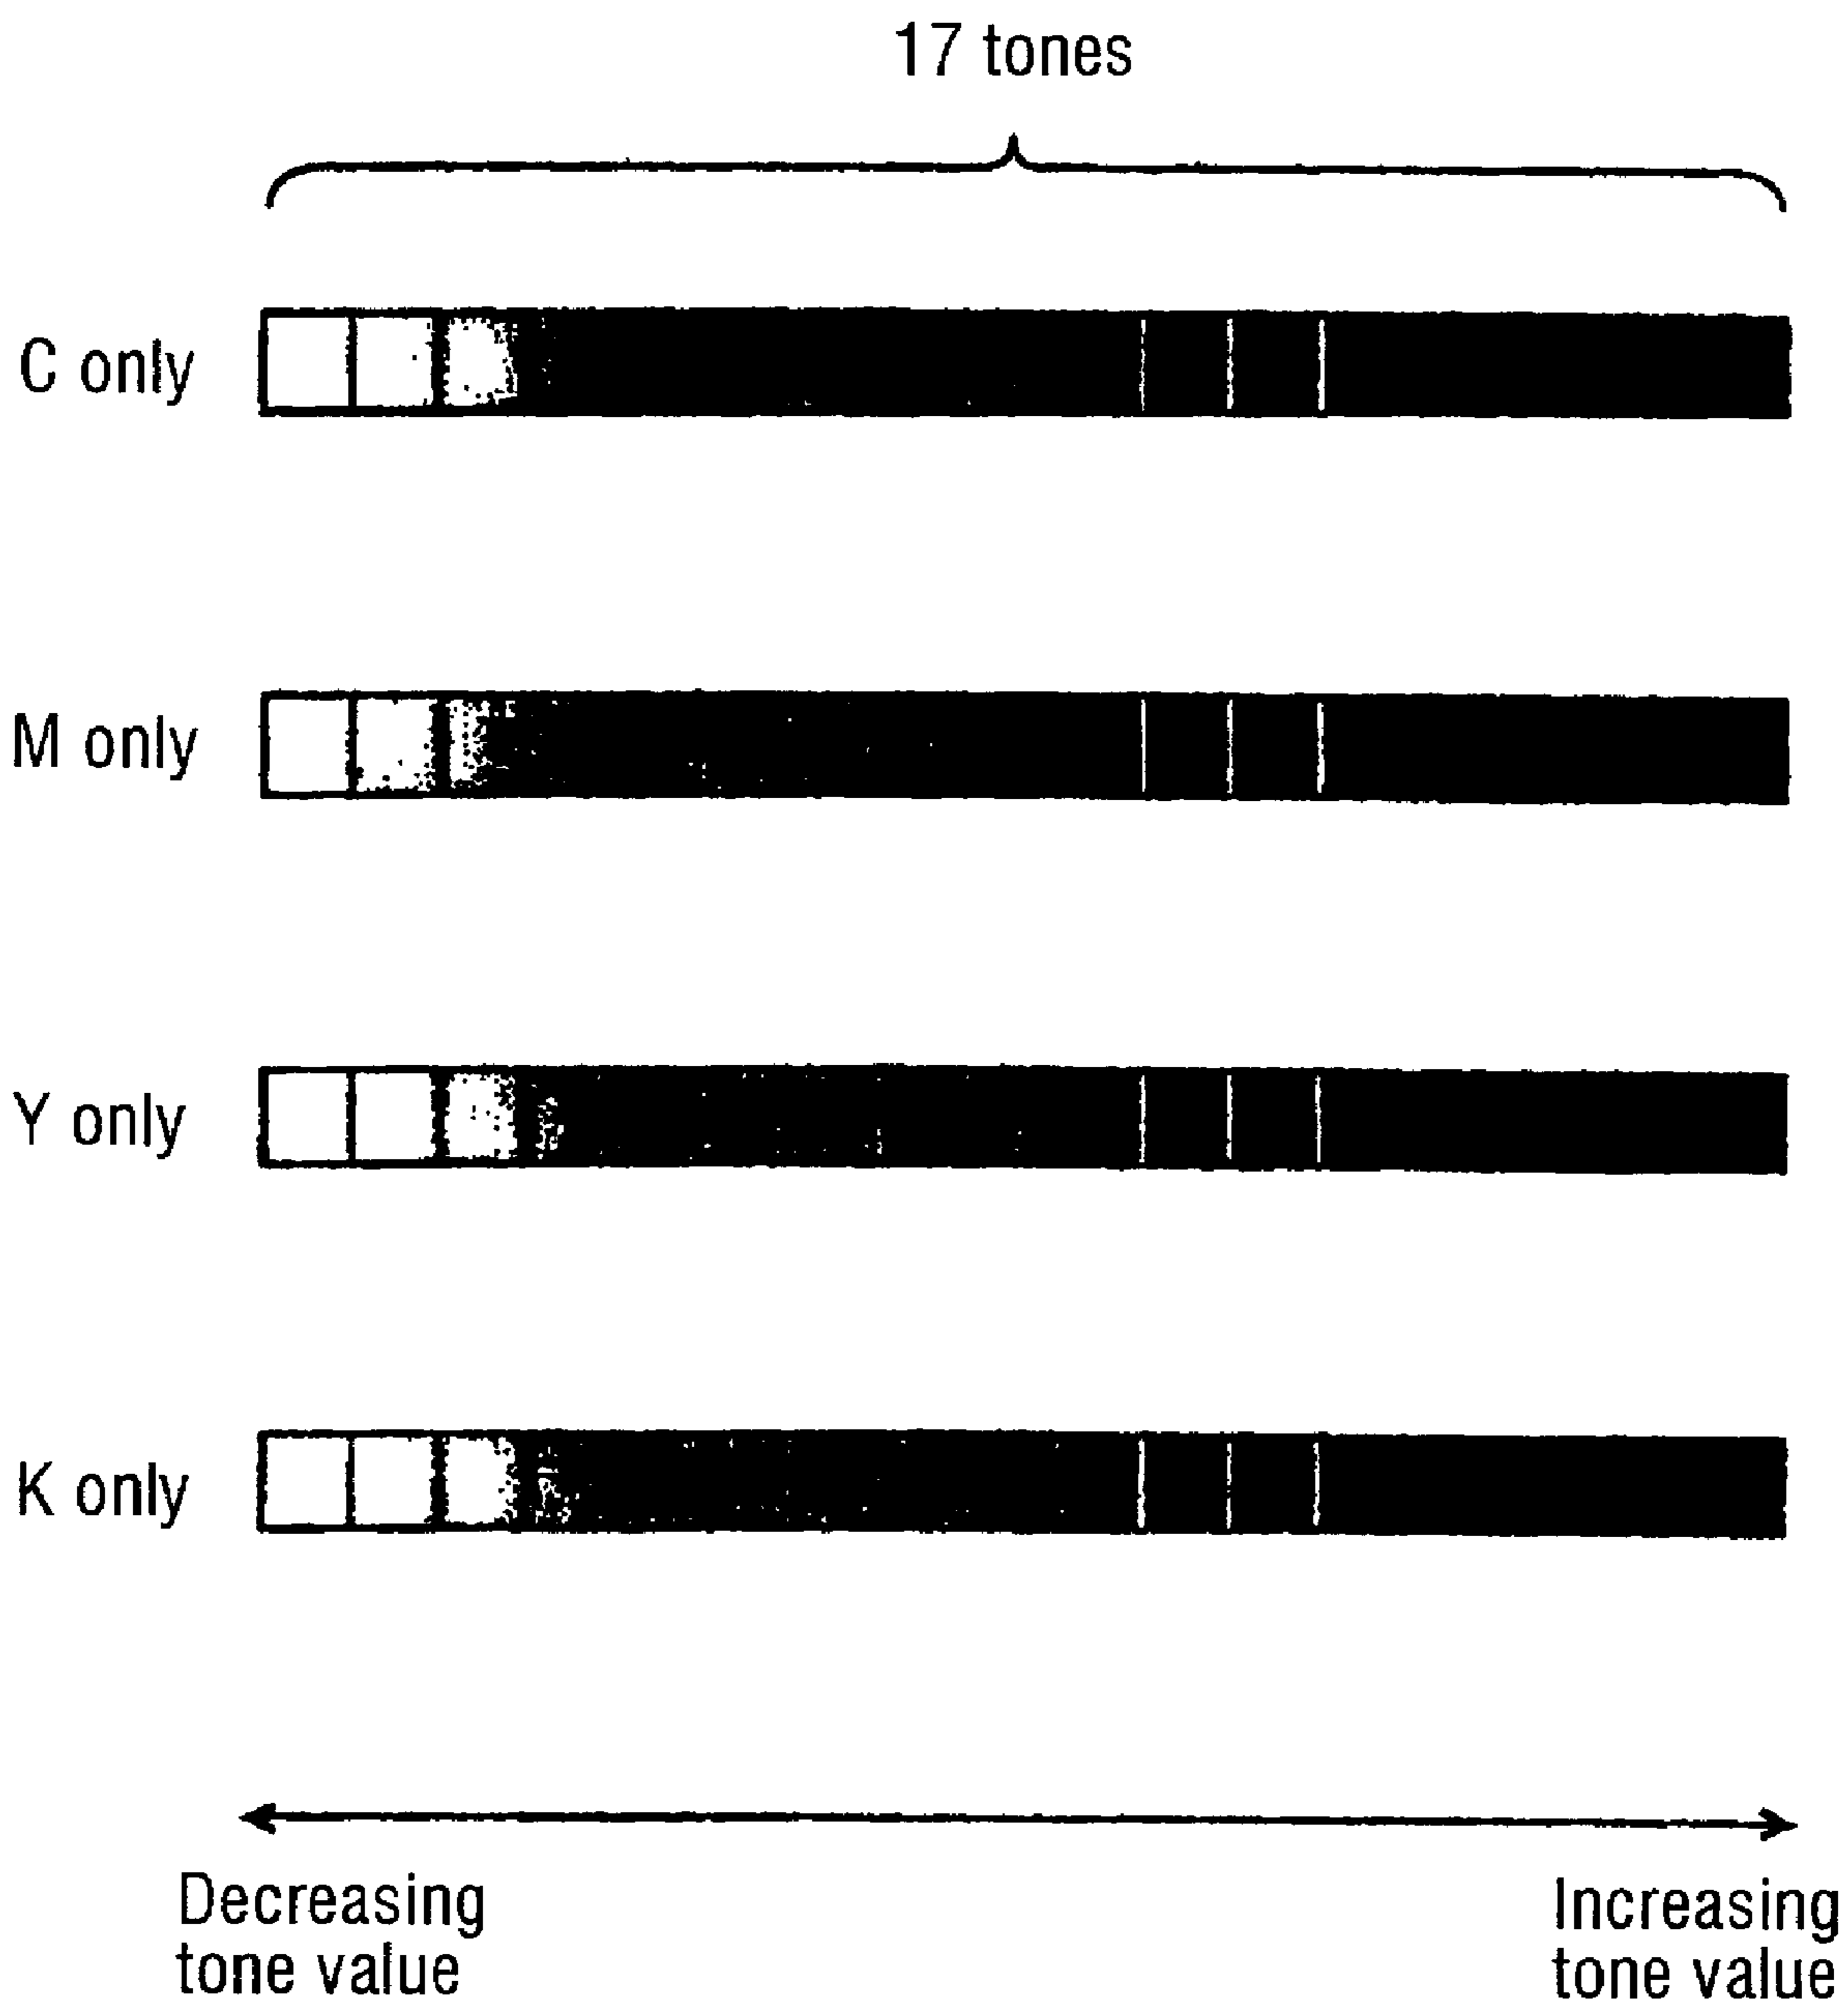 17 tones
C only
M only
Y only
K only
Decreasing
tone value
Increasing
tone value